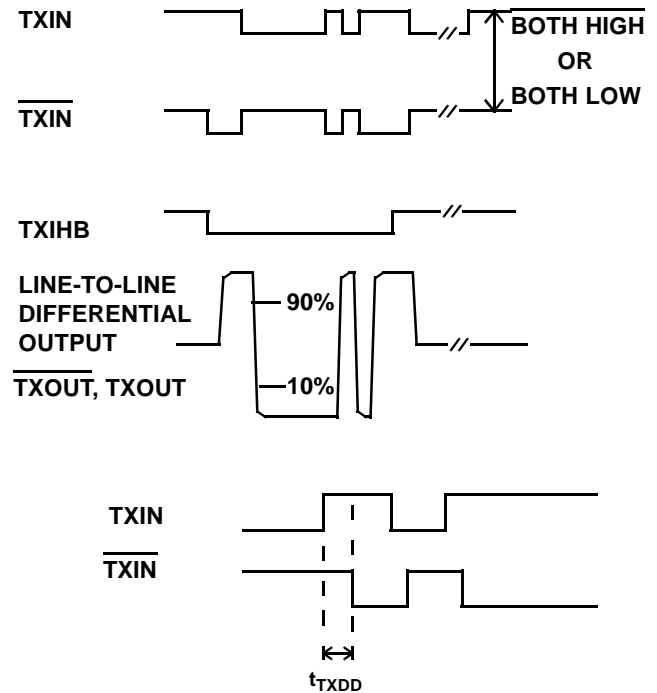 TXIN
BOTH HIGH
OR
BOTH LOW
TXIN
TXIHB
LINE-TO-LINE
DIFFERENTIAL
OUTPUT
TXOUT, TXOUT
90%
10%
TXIN
TXIN
tTXDD